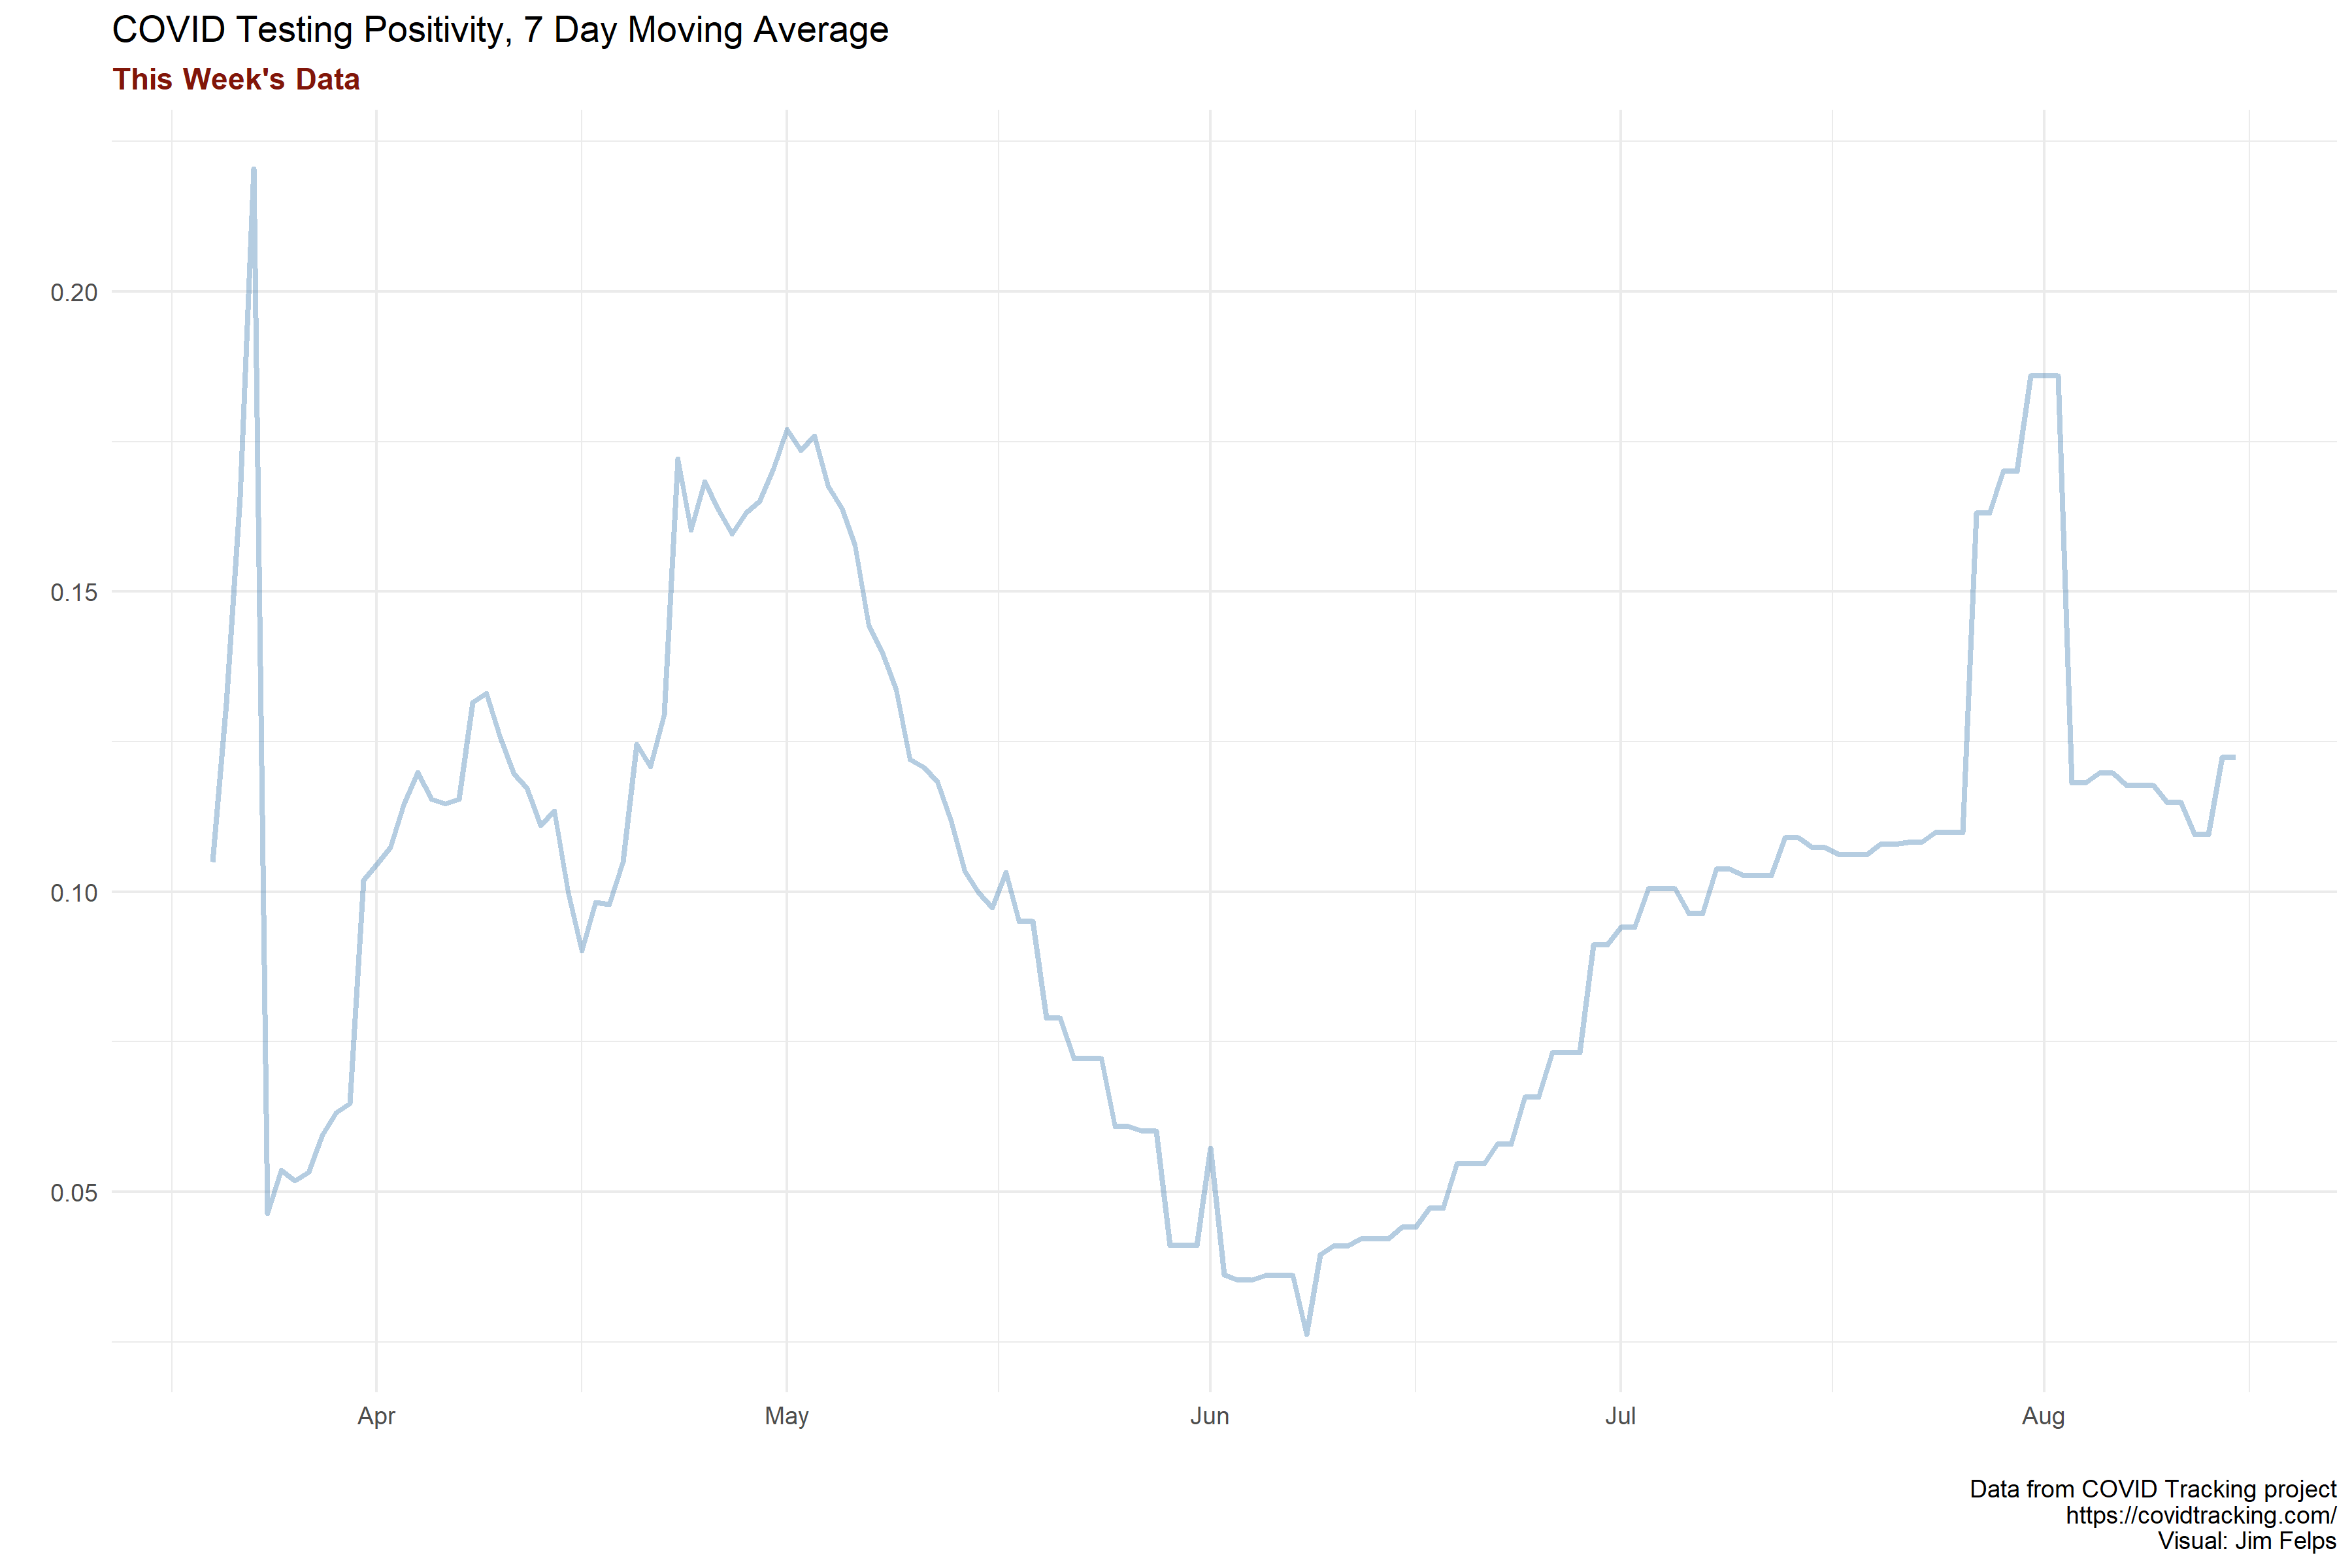 COVID Testing Positivity, 7 Day Moving Average
This Week's Data
0.20
0.15
0.10
0.05
Apr May Jun Jul Aug
Data from COVID Tracking project
https://covidtracking.com/
Visual: Jim Felps